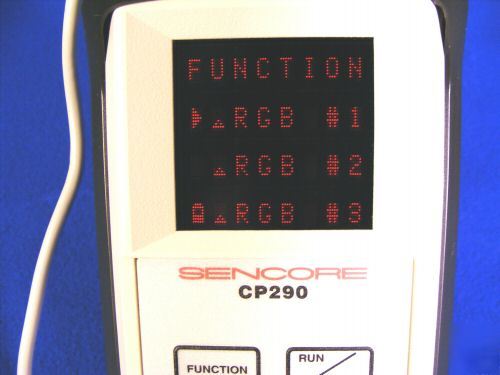 FUNCTION
▶△RGB #1
△RGB #2
△RGB #3
SENCORE
CP290
FUNCTION
RUN